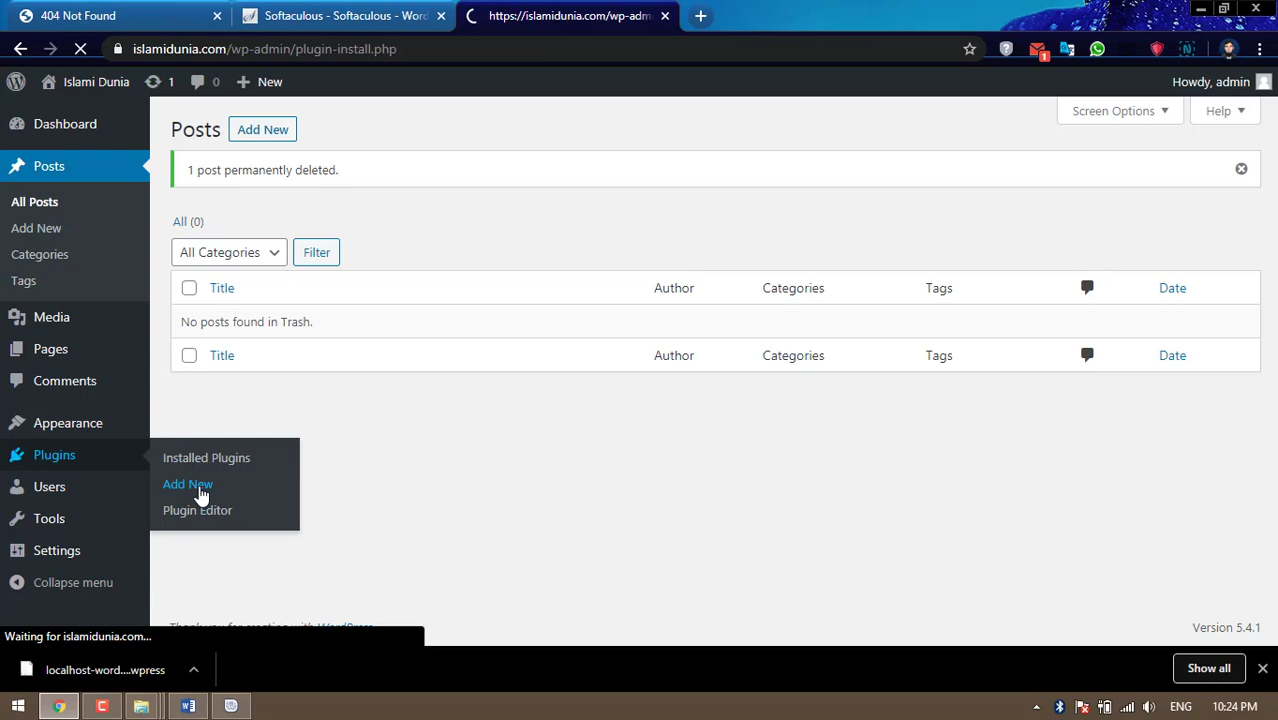 404 Not Found
Softaculous - Softaculous - Word
https://islamidunia.com/wp-adm
islamidunia.com/wp-admin/plugin-install.php
1
Islami Dunia 1 0 New Howdy, admin
Dashboard
Posts
All Posts
Add New
Categories
Tags
Media
Pages
Comments
Appearance
Plugins
Users
Tools
Settings
Collapse menu
Installed Plugins
Add New
Plugin Editor
Screen Options Help
Posts Add New
1 post permanently deleted.
All (0)
All Categories Filter
Title Author Categories Tags Date
No posts found in Trash.
Title Author Categories Tags Date
Thank you for creating with WordPress
Version 5.4.1
Waiting for islamidunia.com...
localhost-word....wpress
Show all
ENG 10:24 PM